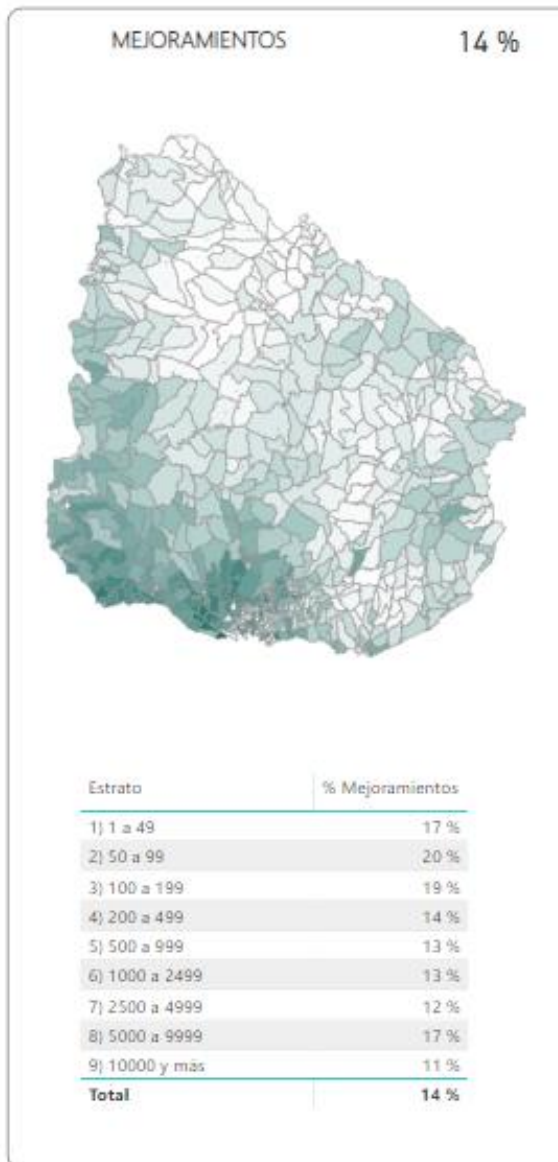 MEJORAMIENTOS 14 %
Estrato % Mejoramientos
1) 1 a 49 17 %
2) 50 a 99 20 %
3) 100 a 199 19 %
4) 200 a 499 14 %
5) 500 a 999 13 %
6) 1000 a 2499 13 %
7) 2500 a 4999 12 %
8) 5000 a 9999 17 %
9) 10000 y más 11 %
Total 14 %